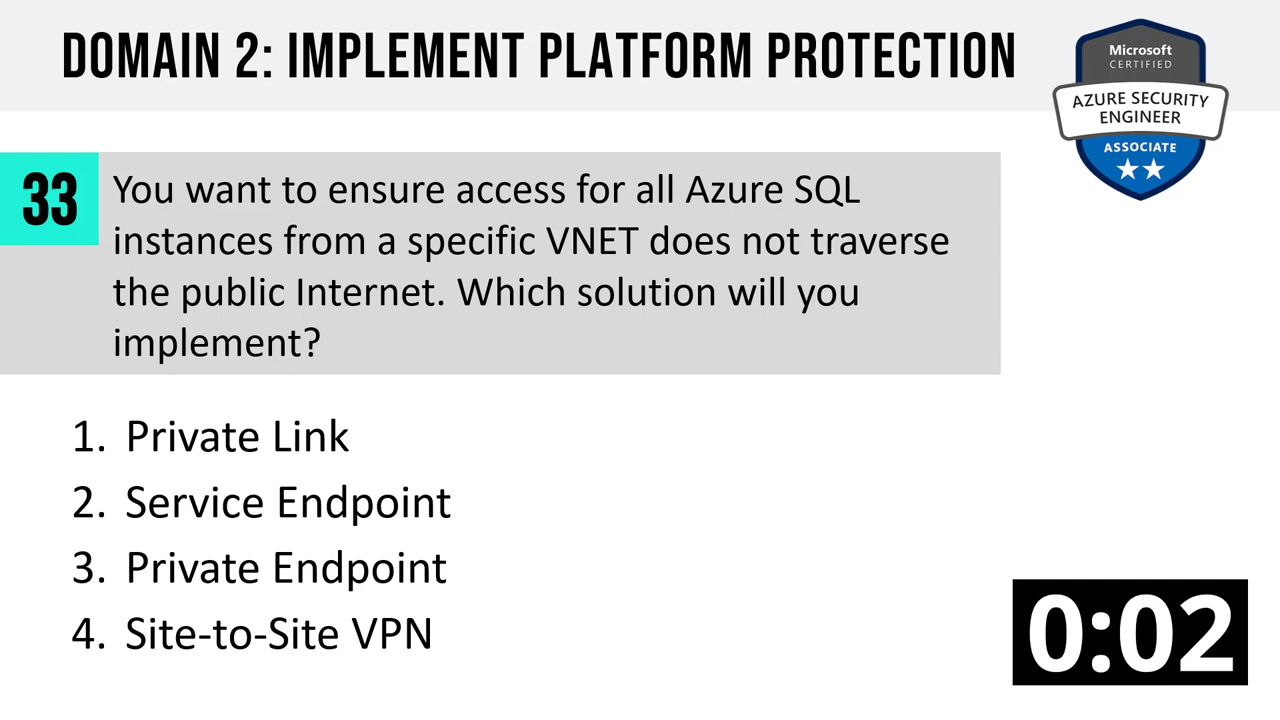 DOMAIN 2: IMPLEMENT PLATFORM PROTECTION
Microsoft
CERTIFIED
AZURE SECURITY
ENGINEER
ASSOCIATE
33
You want to ensure access for all Azure SQL
instances from a specific VNET does not traverse
the public Internet. Which solution will you
implement?
1. Private Link
2. Service Endpoint
3. Private Endpoint
4. Site-to-Site VPN
0:02